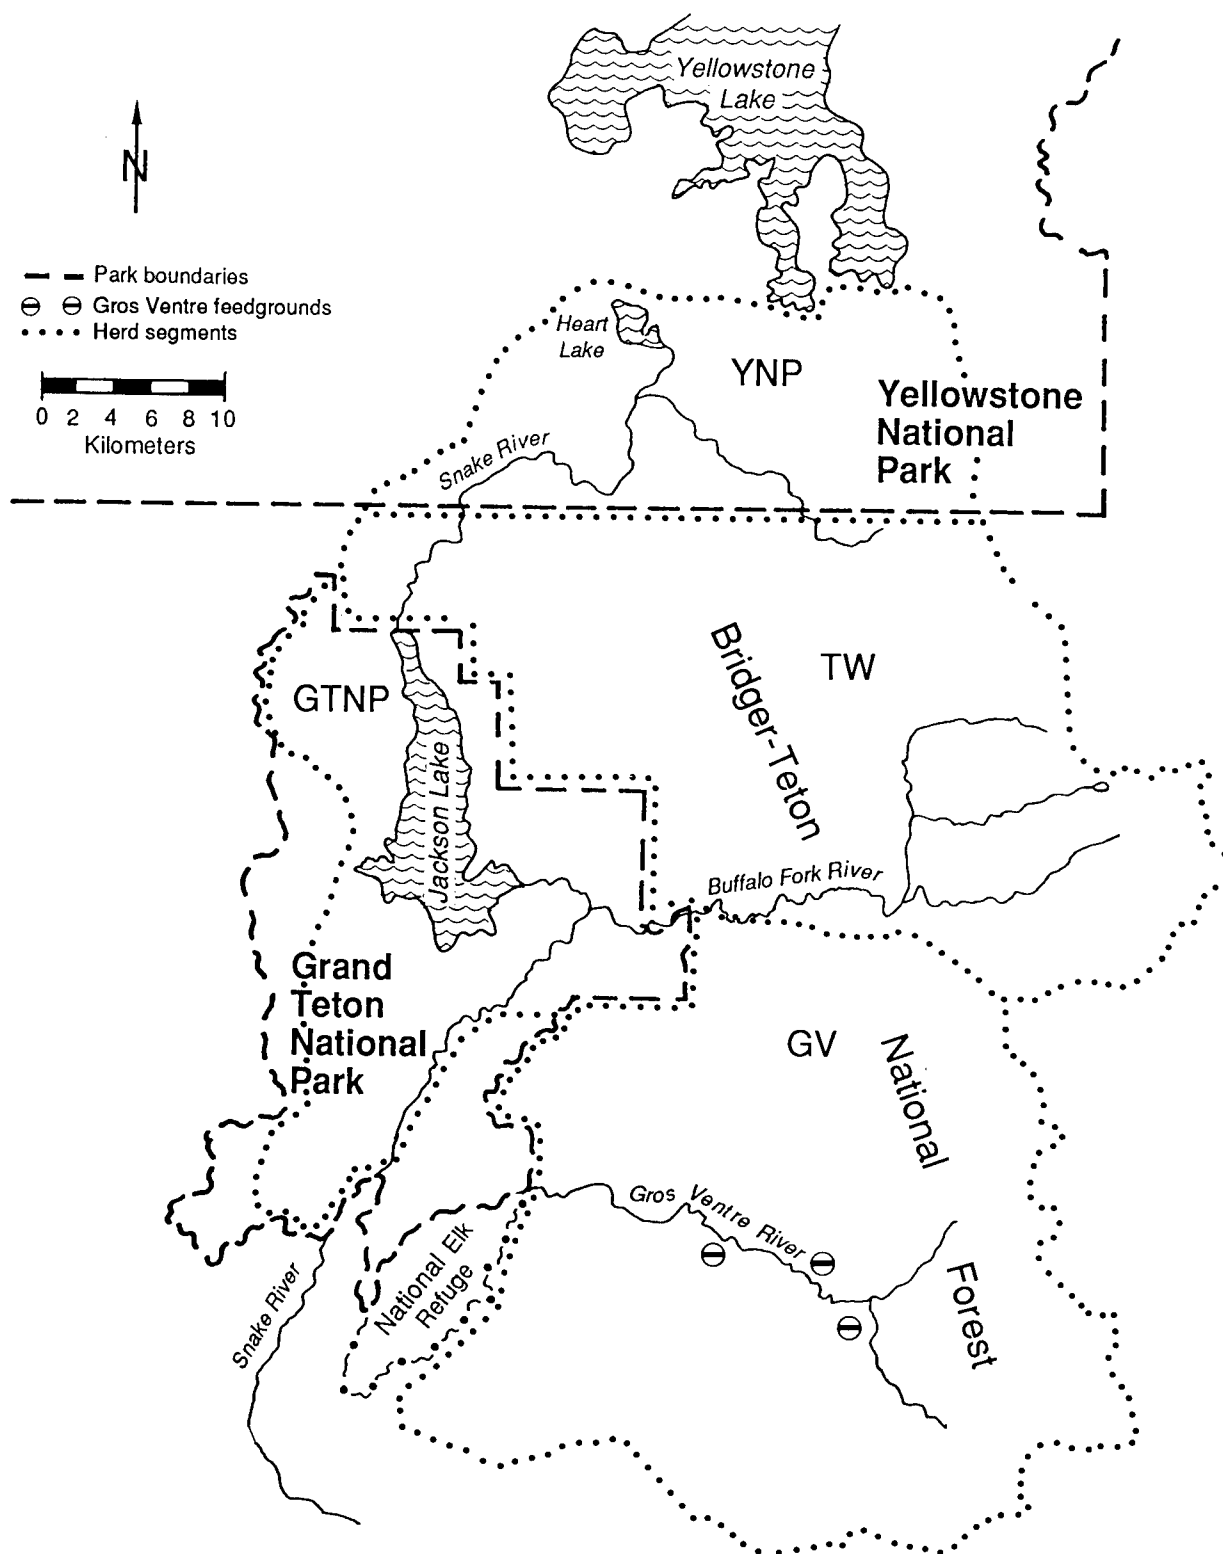 Yellowstone
Lake
N
Park boundaries
Gros Ventre feedgrounds
Herd segments
0 2 4 6 8 10
Kilometers
Heart
Lake
YNP
Yellowstone
National
Park
Snake River
Bridger-Teton
TW
GTNP
Jackson Lake
Buffalo Fork River
Grand
Teton
National
Park
GV
National
Gros Ventre River
National Elk
Refuge
Forest
Snake River